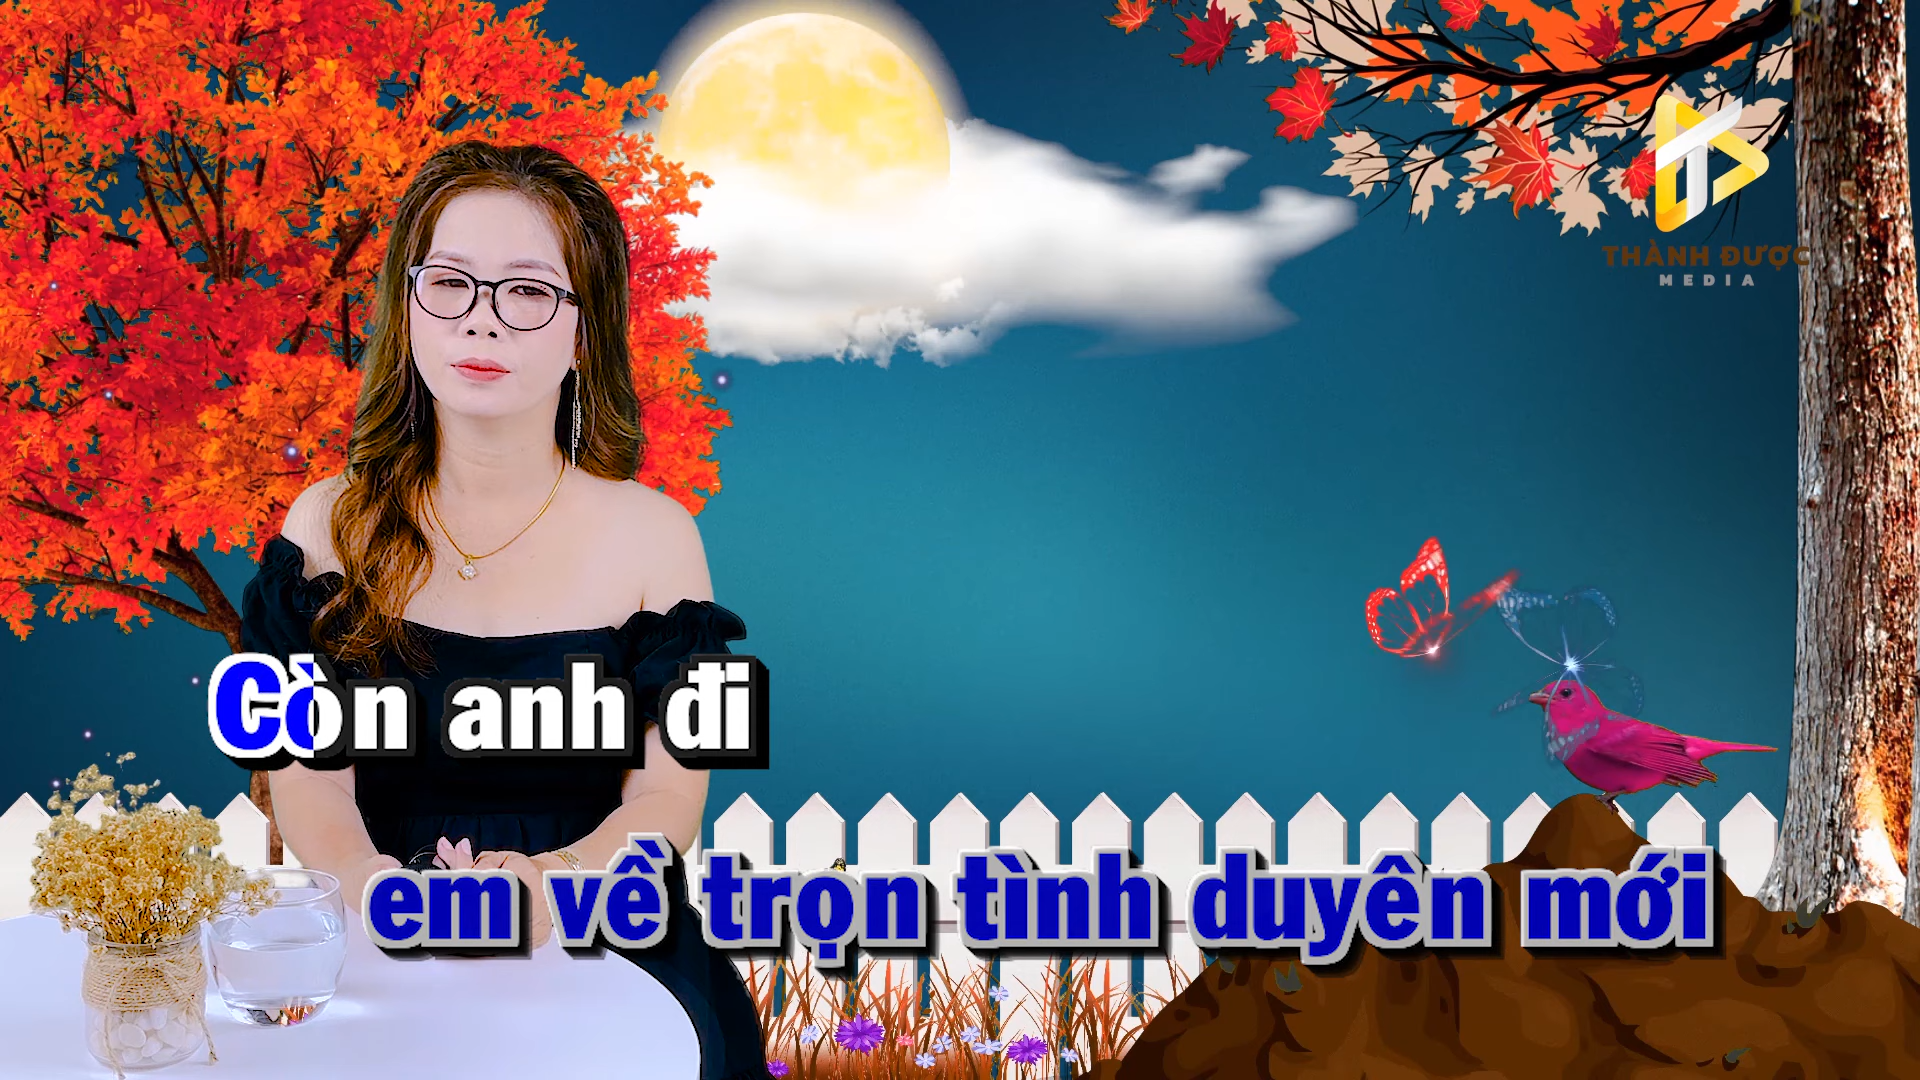 THÀNH ĐƯỢC
MEDIA
Còn anh đi
em về trọn tình duyên mới